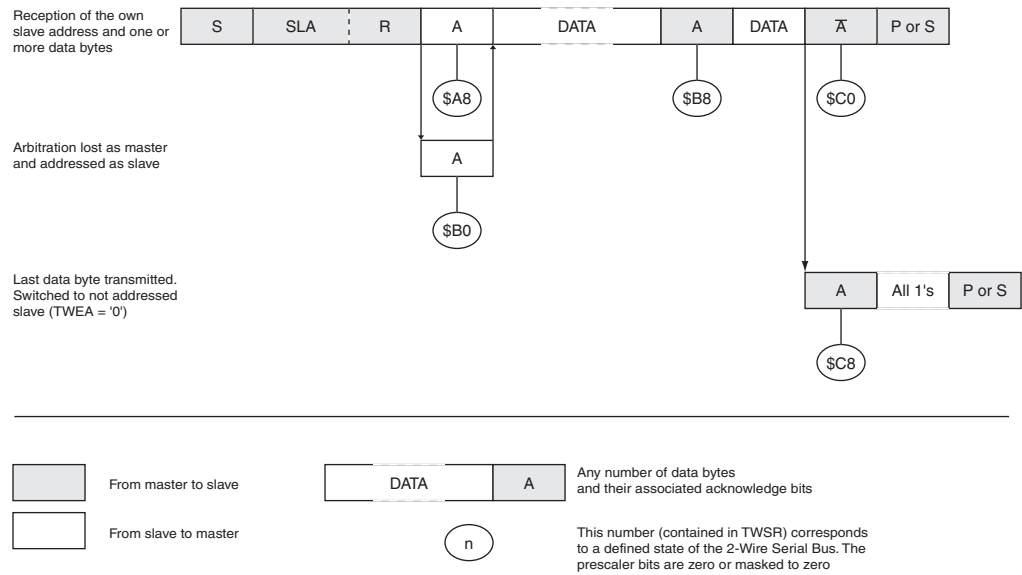 Reception of the own
slave address and one or
more data bytes
S SLA R A DATA A DATA A̅ P or S
$A8 $B8 $C0
Arbitration lost as master
and addressed as slave
A
$B0
Last data byte transmitted.
Switched to not addressed
slave (TWEA = '0')
A All 1's P or S
$C8
From master to slave
DATA A
Any number of data bytes
and their associated acknowledge bits
From slave to master
n
This number (contained in TWSR) corresponds
to a defined state of the 2-Wire Serial Bus. The
prescaler bits are zero or masked to zero